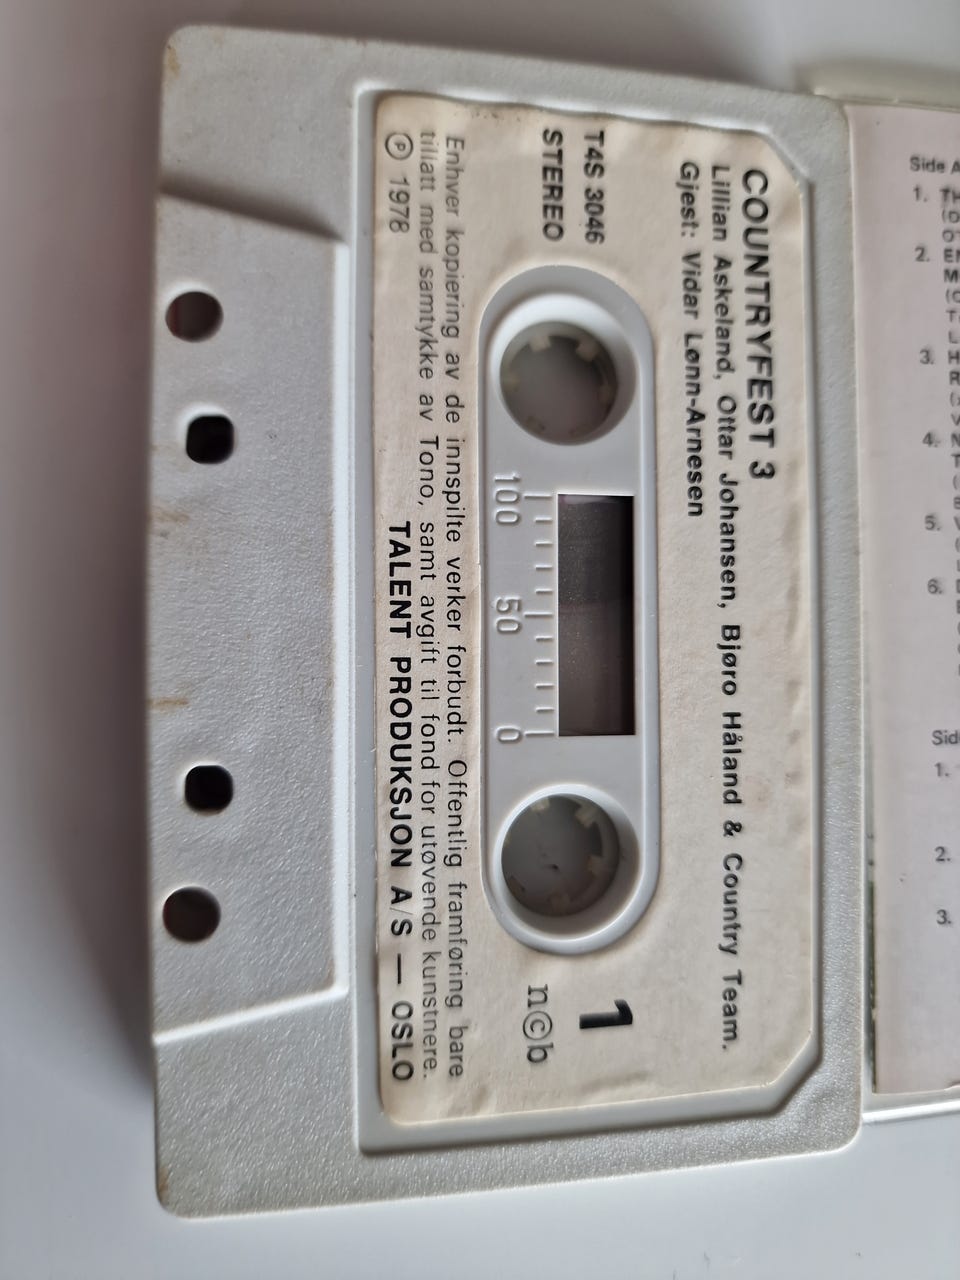 COUNTRYFEST 3
Lillian Askeland, Ottar Johansen, Bjøro Håland & Country Team.
Gjest: Vidar Lønn-Arnesen
T4S 3046
STEREO
1
n©b
100 50 0
Enhver kopiering av de innspilte verker forbudt. Offentlig framføring bare
tillatt med samtykke av Tono, samt avgift til fond for utøvende kunstnere.
℗ 1978
TALENT PRODUKSJON A/S — OSLO
Side A
1.
2.
3.
4.
5.
6.
1.
2.
3.